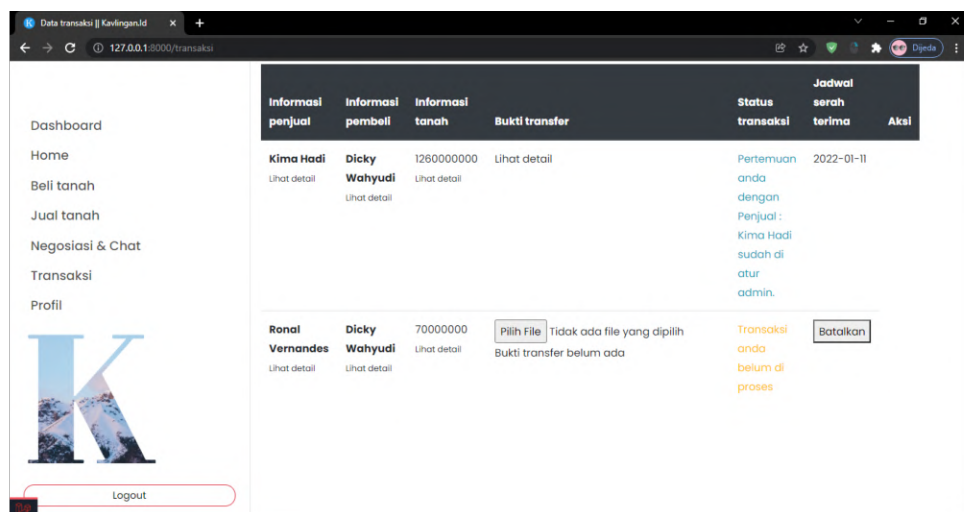 Data transaksi || Kavlingan.Id
127.0.0.1:8000/transaksi
Dijeda
Dashboard
Home
Beli tanah
Jual tanah
Negosiasi & Chat
Transaksi
Profil
K
Logout
Informasi penjual
Informasi pembeli
Informasi tanah
Bukti transfer
Status transaksi
Jadwal serah terima
Aksi
Kima Hadi
Lihat detail
Dicky Wahyudi
Lihat detail
1260000000
Lihat detail
Lihat detail
Pertemuan
anda
dengan
Penjual :
Kima Hadi
sudah di
atur
admin.
2022-01-11
Ronal Vernandes
Lihat detail
Dicky Wahyudi
Lihat detail
70000000
Lihat detail
Pilih File Tidak ada file yang dipilih
Bukti transfer belum ada
Transaksi
anda
belum di
proses
Batalkan